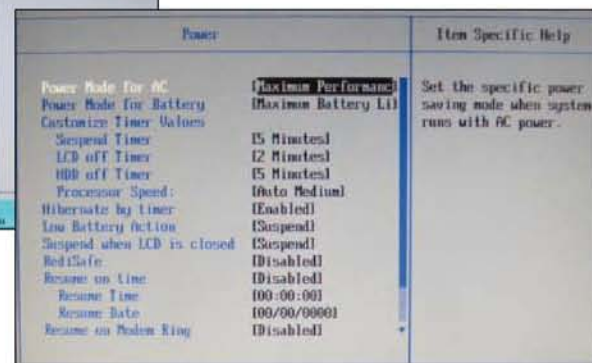 Power
Item Specific Help
Power Mode for AC [Maximum Performanc]
Power Mode for Battery [Maximum Battery Li]
Customize Timer Values
Suspend Timer [5 Minutes]
LCD off Timer [2 Minutes]
HDD off Timer [5 Minutes]
Processor Speed: [Auto Medium]
Hibernate by timer [Enabled]
Low Battery Action [Suspend]
Suspend when LCD is closed [Suspend]
RediSafe [Disabled]
Resume on time [Disabled]
Resume Time [00:00:00]
Resume Date [00/00/0000]
Resume on Modem Ring [Disabled]
Set the specific power
saving mode when system
runs with AC power.